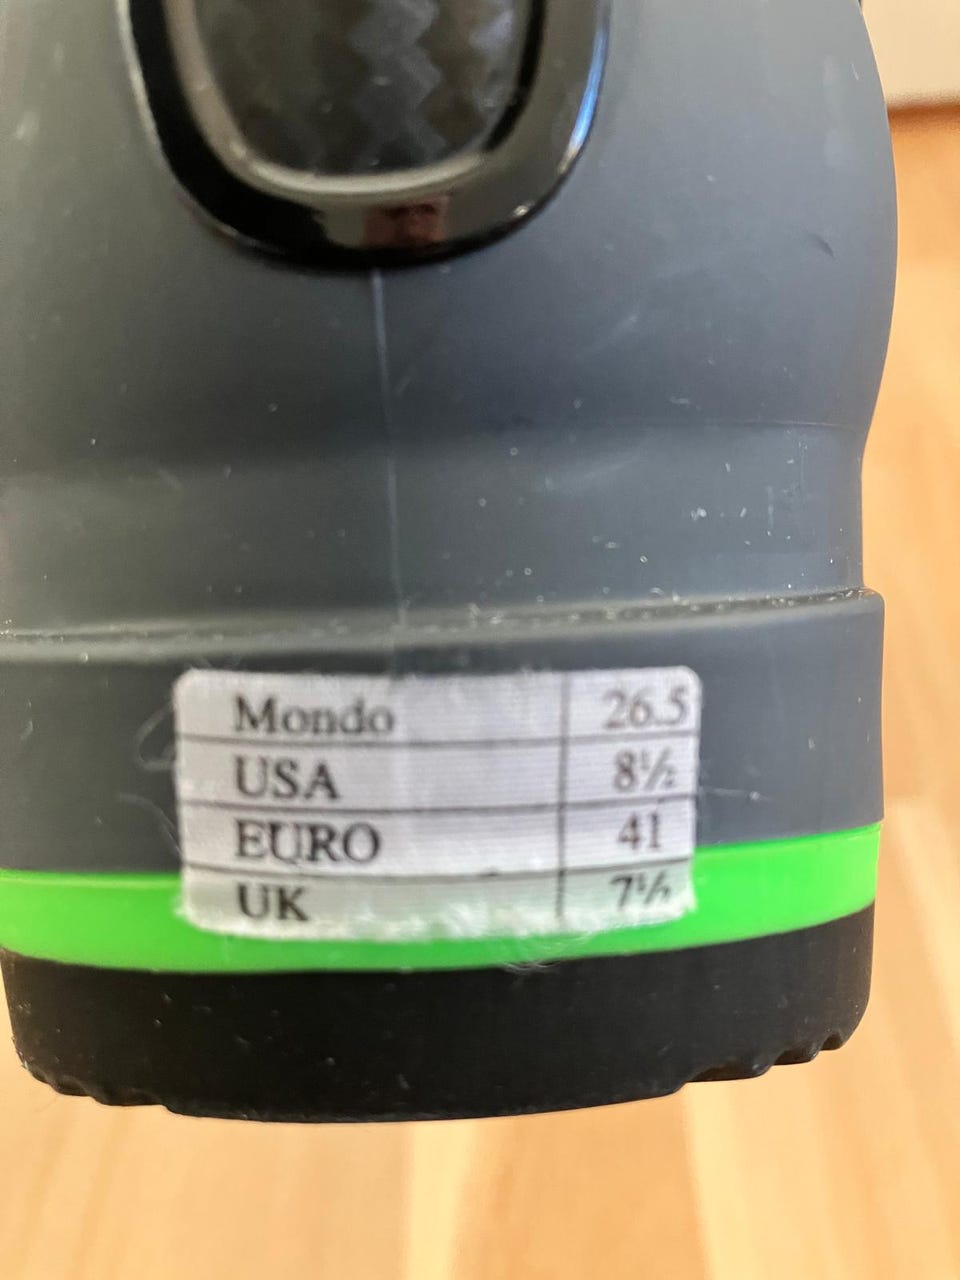 Mondo 26.5
USA 8½
EURO 41
UK 7½